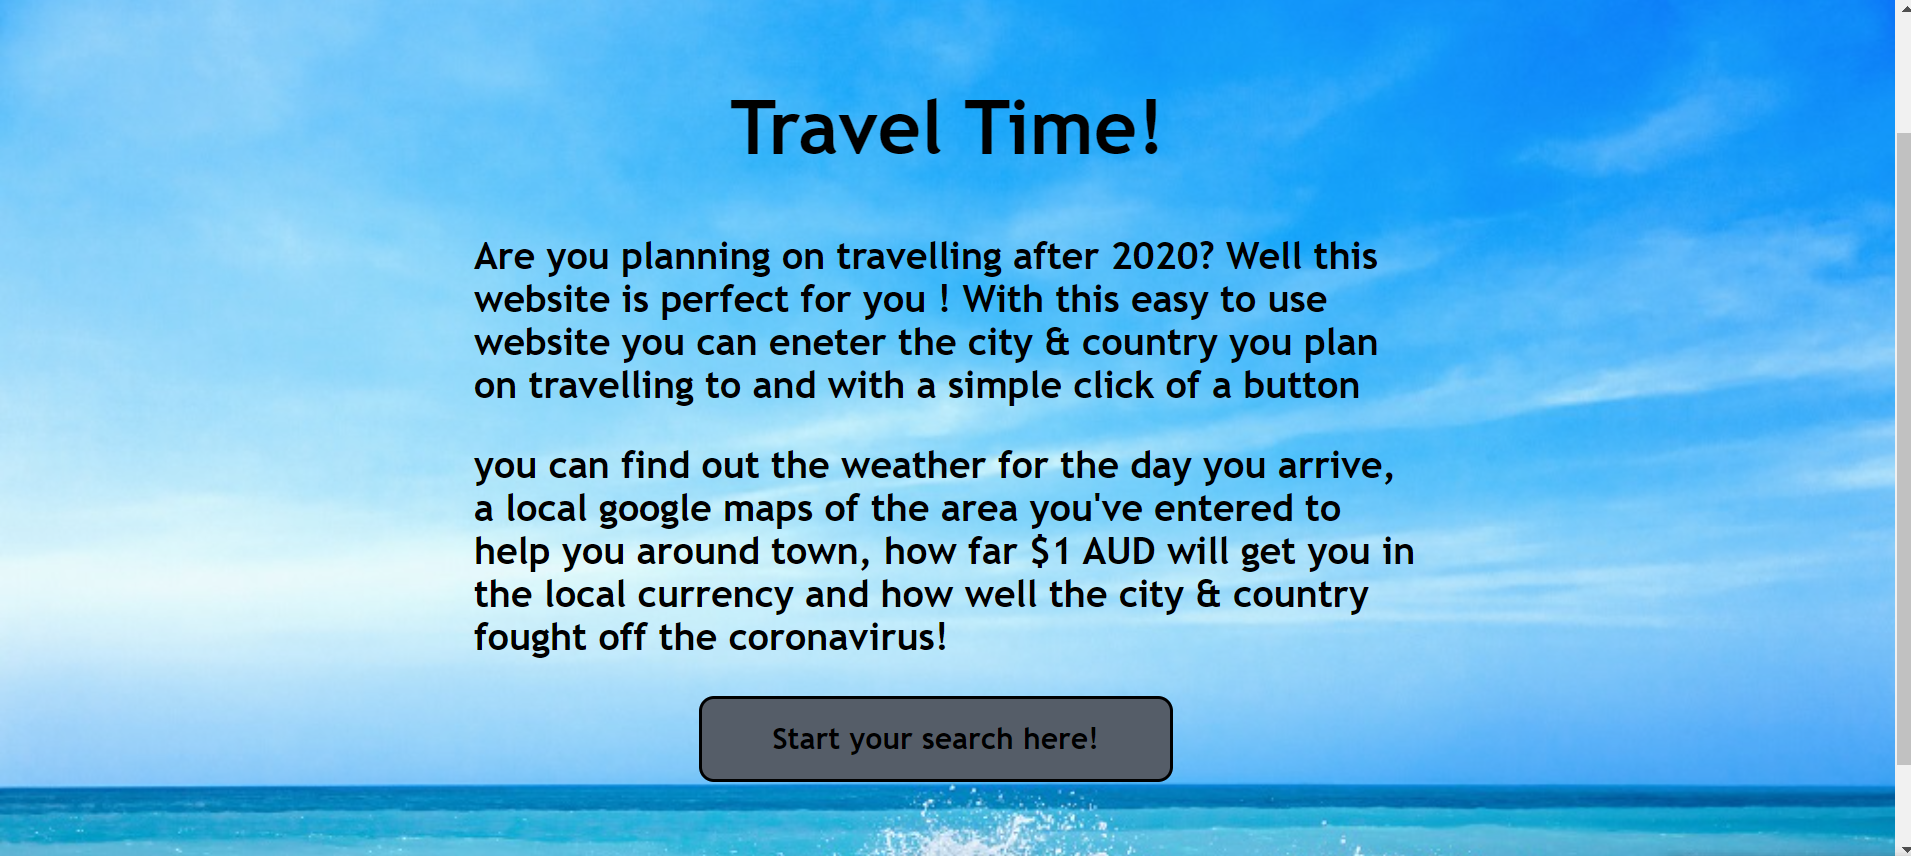 Travel Time!
Are you planning on travelling after 2020? Well this
website is perfect for you ! With this easy to use
website you can eneter the city & country you plan
on travelling to and with a simple click of a button
you can find out the weather for the day you arrive,
a local google maps of the area you've entered to
help you around town, how far $1 AUD will get you in
the local currency and how well the city & country
fought off the coronavirus!
Start your search here!